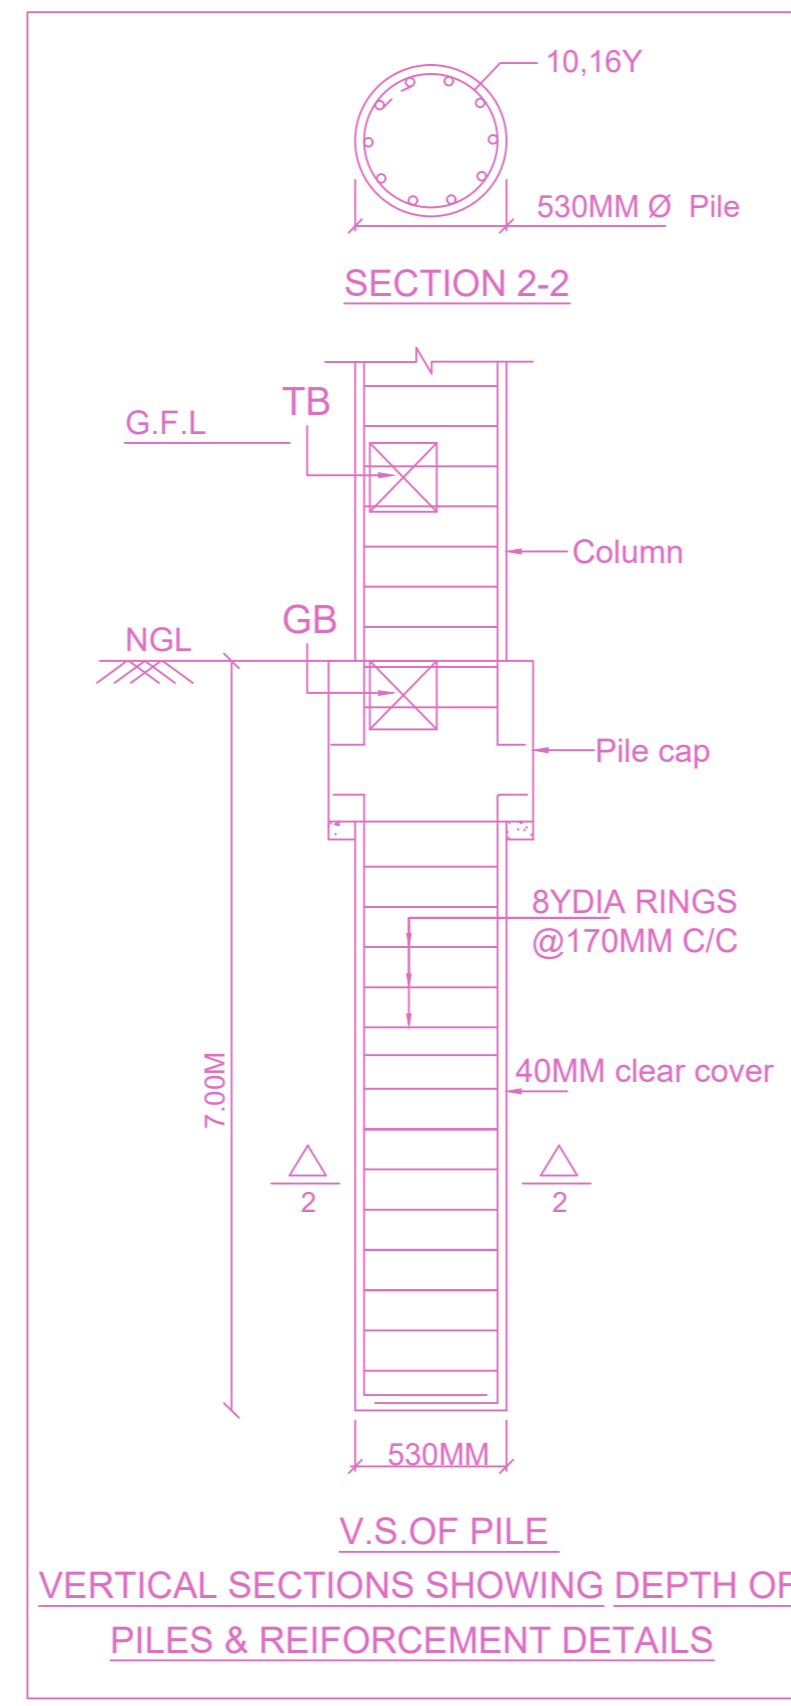 10,16Y
530MM Ø Pile
SECTION 2-2
TB
G.F.L
Column
GB
NGL
Pile cap
8YDIA RINGS
@170MM C/C
7.00M
40MM clear cover
2
2
530MM
V.S.OF PILE
VERTICAL SECTIONS SHOWING DEPTH OF
PILES & REIFORCEMENT DETAILS